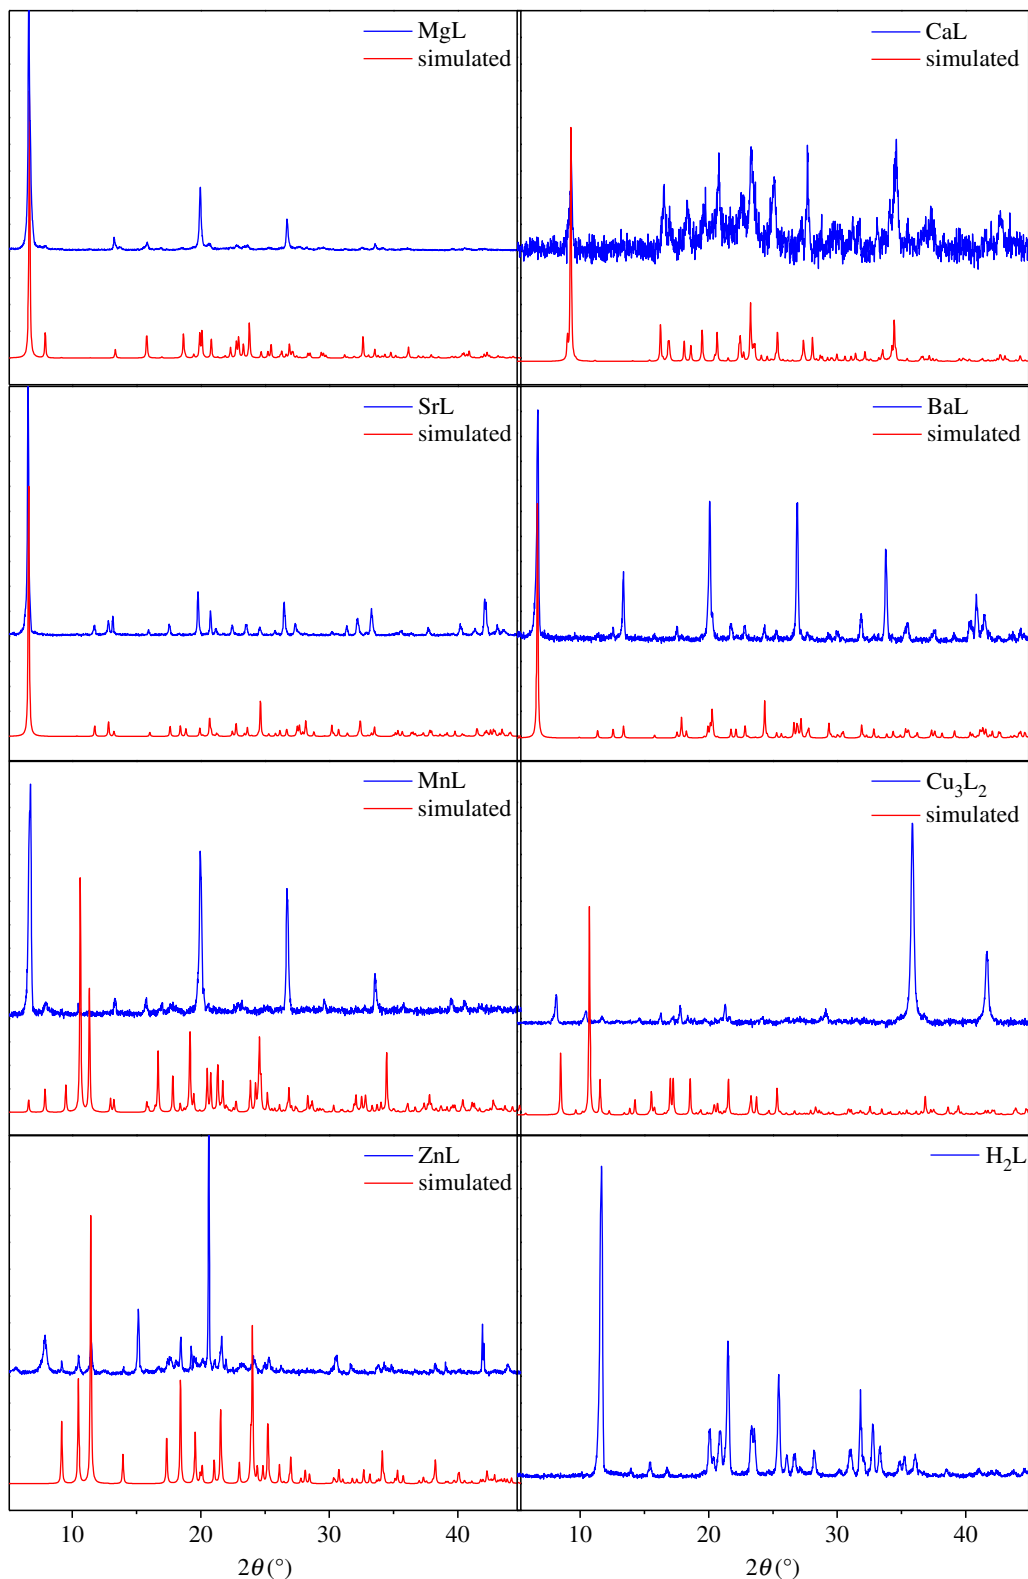 MgL
simulated
CaL
simulated
SrL
simulated
BaL
simulated
MnL
simulated
Cu₃L₂
simulated
ZnL
simulated
H₂L
10 20 30 40
2θ (°)
10 20 30 40
2θ (°)